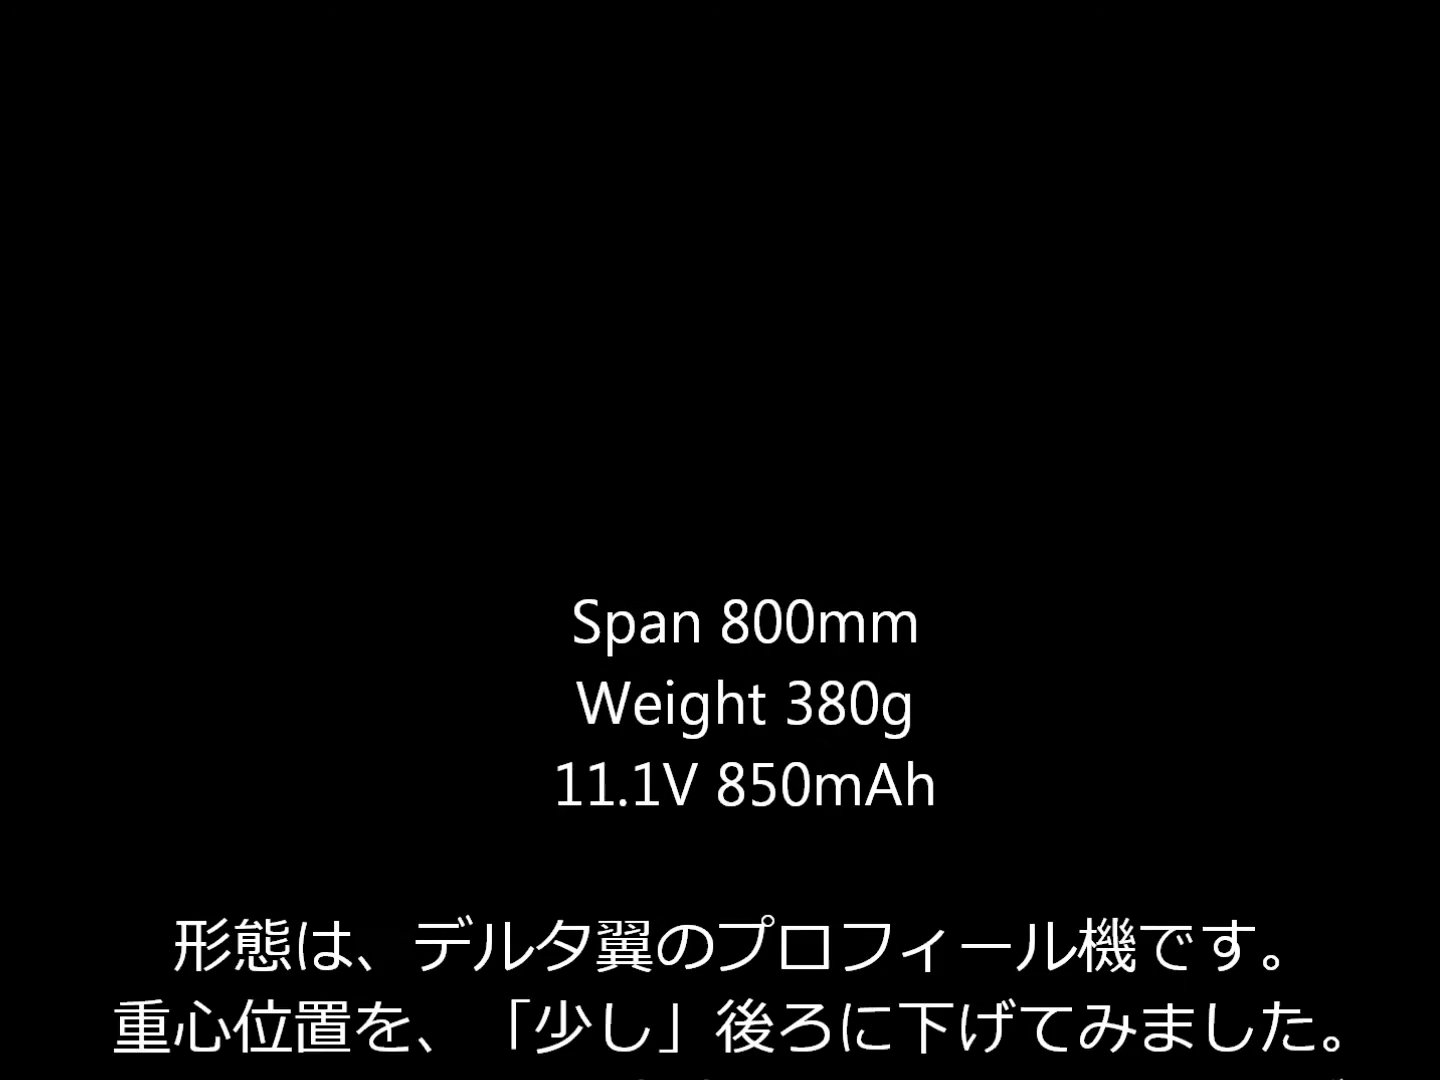 Span 800mm
Weight 380g
11.1V 850mAh
形態は、デルタ翼のプロフィール機です。
重心位置を、「少し」後ろに下げてみました。